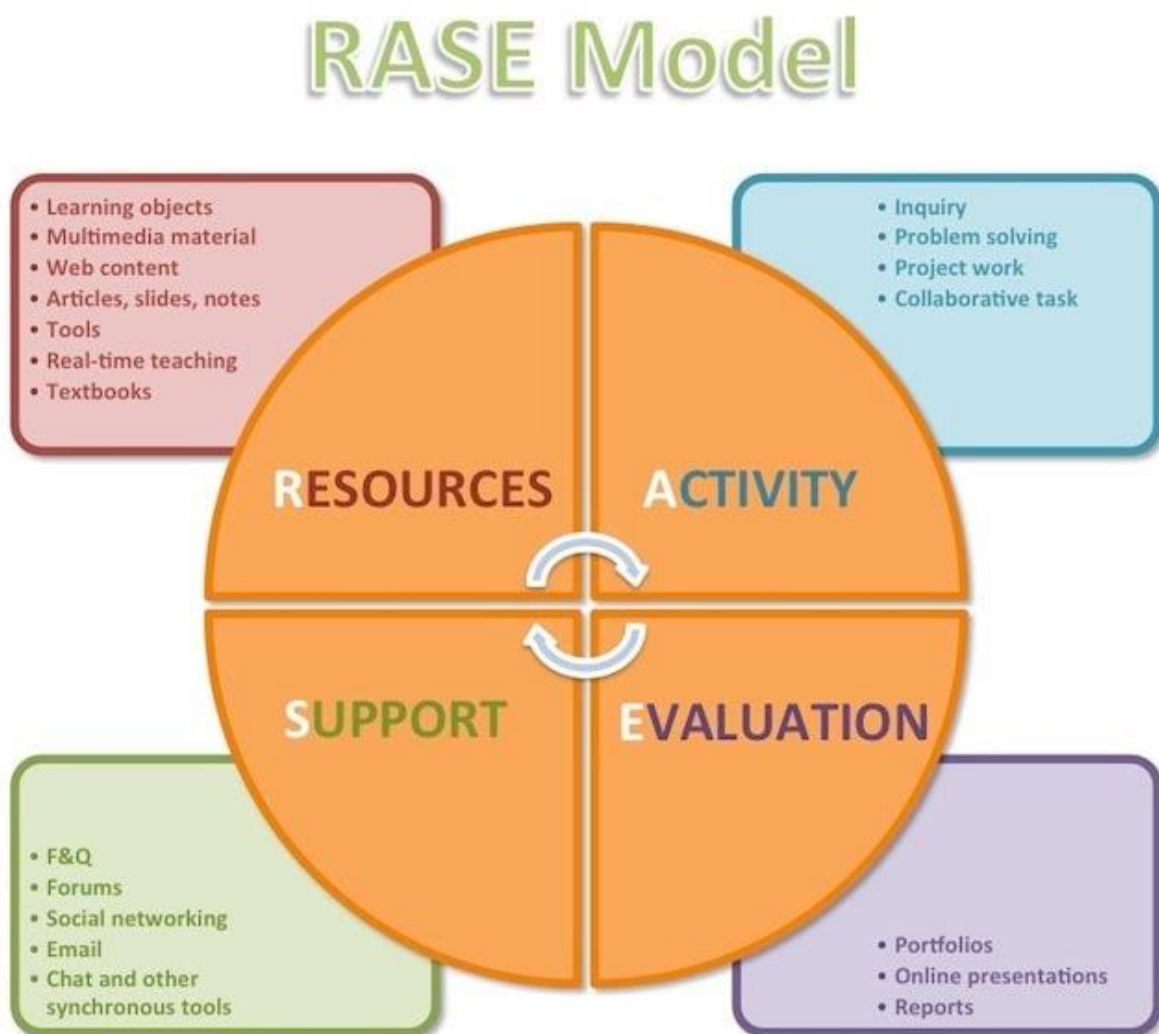 RASE Model
• Learning objects
• Multimedia material
• Web content
• Articles, slides, notes
• Tools
• Real-time teaching
• Textbooks
• Inquiry
• Problem solving
• Project work
• Collaborative task
RESOURCES
ACTIVITY
SUPPORT
EVALUATION
• F&Q
• Forums
• Social networking
• Email
• Chat and other
synchronous tools
• Portfolios
• Online presentations
• Reports